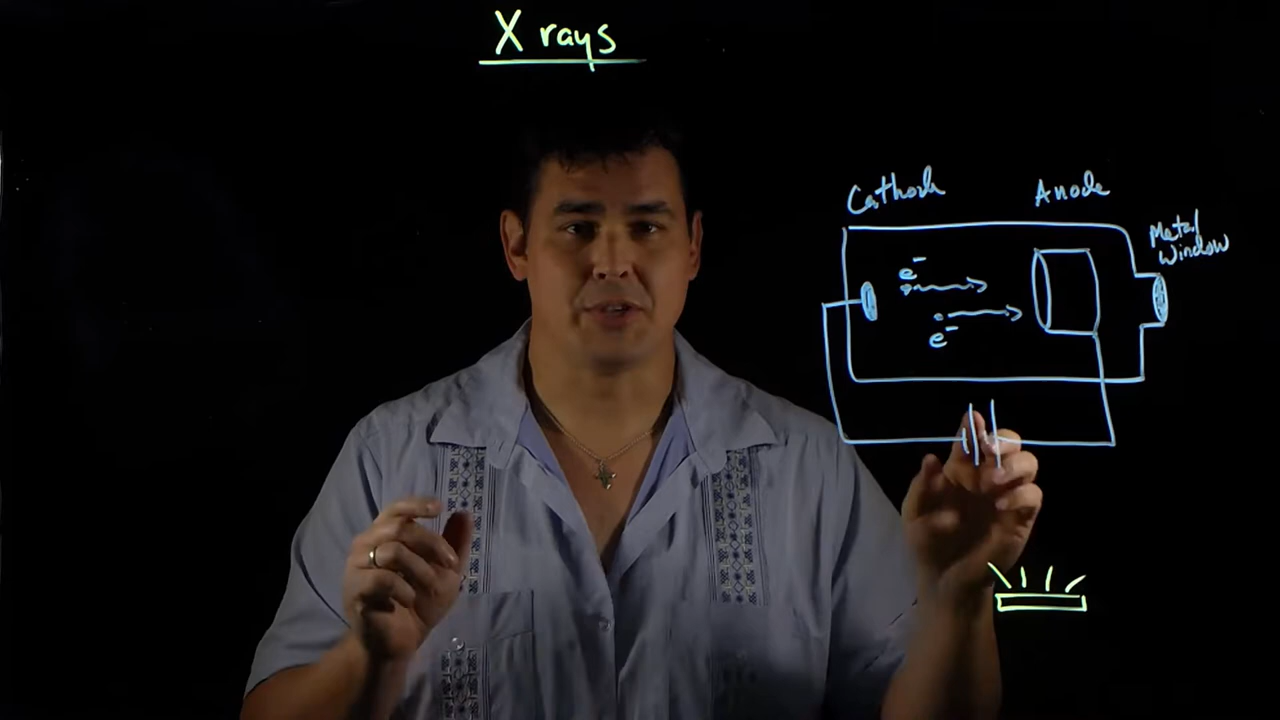 X rays
Cathode
Anode
Metal
window
e⁻
e⁻